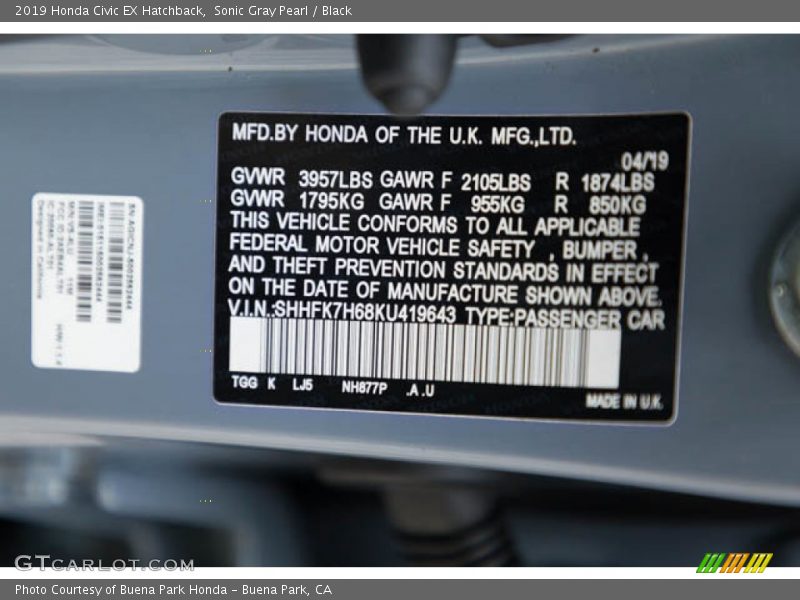 2019 Honda Civic EX Hatchback, Sonic Gray Pearl / Black
MFD.BY HONDA OF THE U.K. MFG.,LTD.
04/19
GVWR 3957LBS GAWR F 2105LBS R 1874LBS
GVWR 1795KG GAWR F 955KG R 850KG
THIS VEHICLE CONFORMS TO ALL APPLICABLE
FEDERAL MOTOR VEHICLE SAFETY , BUMPER ,
AND THEFT PREVENTION STANDARDS IN EFFECT
ON THE DATE OF MANUFACTURE SHOWN ABOVE.
V.I.N.:SHHFK7H68KU419643 TYPE:PASSENGER CAR
TGG K LJ5 NH877P .A .U
MADE IN U.K.
Designed in California
GTCARLOT.COM
Photo Courtesy of Buena Park Honda - Buena Park, CA